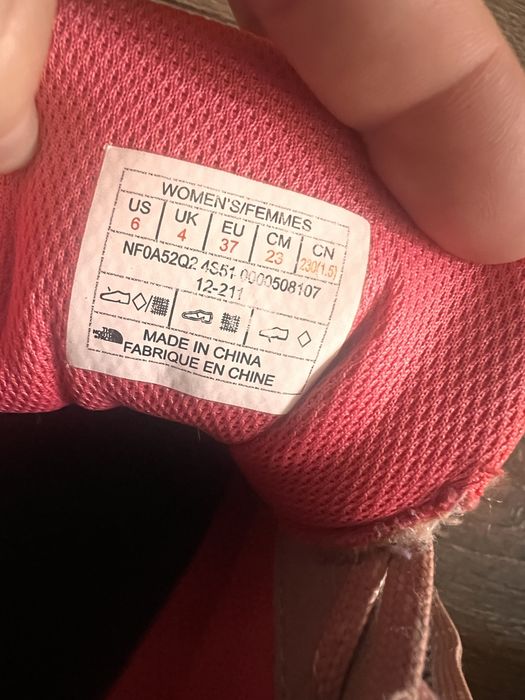 WOMEN'S/FEMMES
US UK EU CM CN
6 4 37 23 230(1.5)
NF0A52Q2 4S51 0000508107
12-211
MADE IN CHINA
FABRIQUE EN CHINE